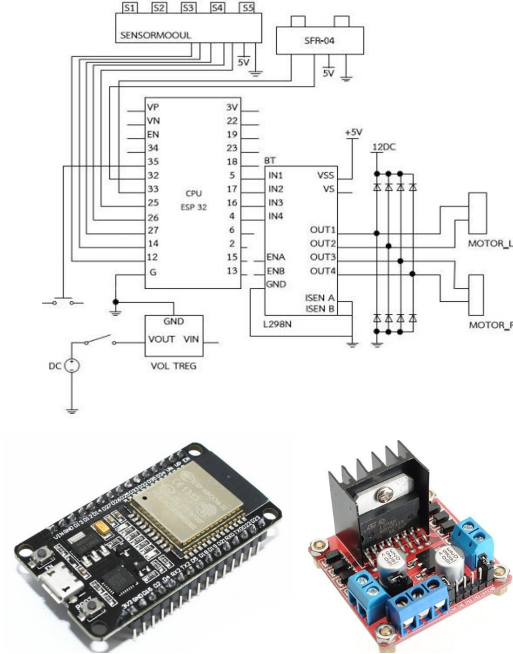 S1 S2 S3 S4 S5
SENSORMOOUL
5V
SFR-04
5V
VP 3V
VN 22
EN 19
34 23
35 18
32 5
33 17
25 16
26 4
27 6
14 2
12 15
G 13
CPU
ESP 32
BT
IN1
IN2
IN3
IN4
ENA
ENB
GND
VSS
VS
OUT1
OUT2
OUT3
OUT4
ISEN A
ISEN B
L298N
+5V
12DC
MOTOR_L
MOTOR_R
GND
VOUT VIN
VOL TREG
DC